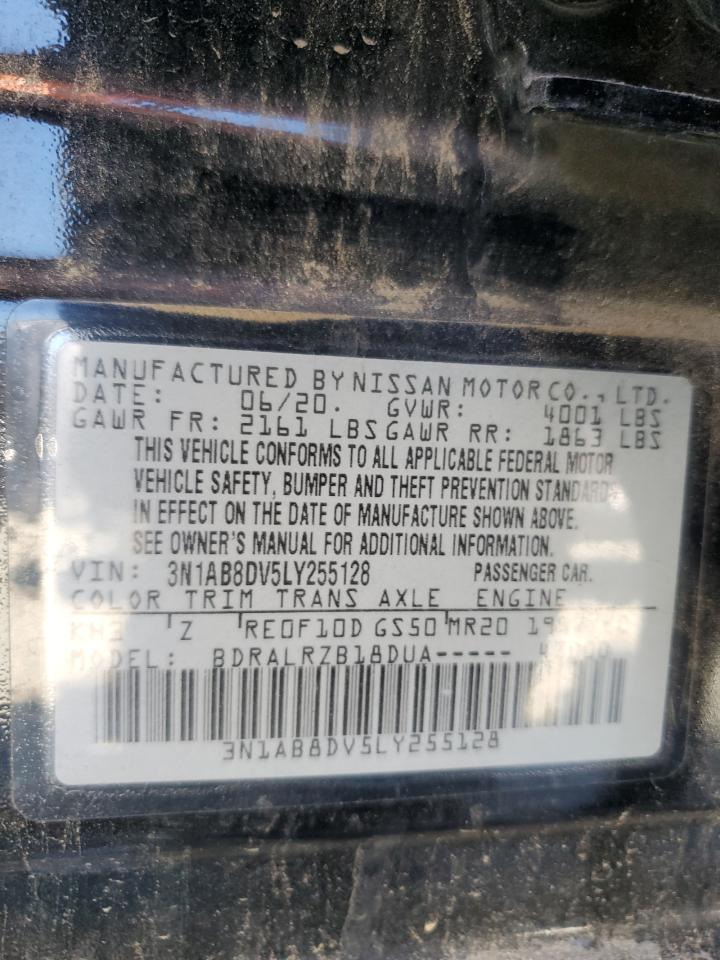 MANUFACTURED BY NISSAN MOTOR CO., LTD.
DATE: 06/20. GVWR: 4001 LBS
GAWR FR: 2161 LBS GAWR RR: 1863 LBS
THIS VEHICLE CONFORMS TO ALL APPLICABLE FEDERAL MOTOR
VEHICLE SAFETY, BUMPER AND THEFT PREVENTION STANDARDS
IN EFFECT ON THE DATE OF MANUFACTURE SHOWN ABOVE.
SEE OWNER'S MANUAL FOR ADDITIONAL INFORMATION.
VIN: 3N1AB8DV5LY255128 PASSENGER CAR.
COLOR TRIM TRANS AXLE ENGINE
'Z 'RE0F10D GS50'MR20
MODEL: BDRALRZB18DUA-----
3N1AB8DV5LY255128